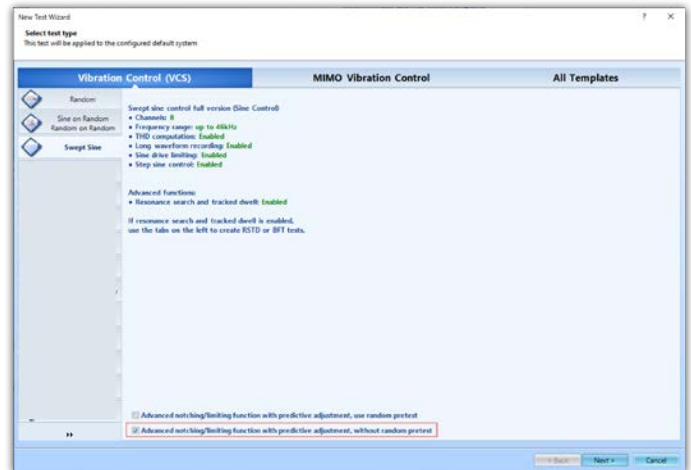 New Test Wizard
?
Select test type
This test will be applied to the configured default system
Vibration Control (VCS)
MIMO Vibration Control
All Templates
Random
Sine on Random
Random on Random
Swept Sine
Swept sine control full version (Sine Control)
• Channels: 8
• Frequency range: up to 46kHz
• THD computation: Enabled
• Long waveform recording: Enabled
• Sine drive limiting: Enabled
• Step sine control: Enabled
Advanced functions:
• Resonance search and tracked dwell: Enabled
If resonance search and tracked dwell is enabled,
use the tabs on the left to create RSTD or BFT tests.
Advanced notching/limiting function with predictive adjustment, use random pretest
Advanced notching/limiting function with predictive adjustment, without random pretest
< Back
Next >
Cancel